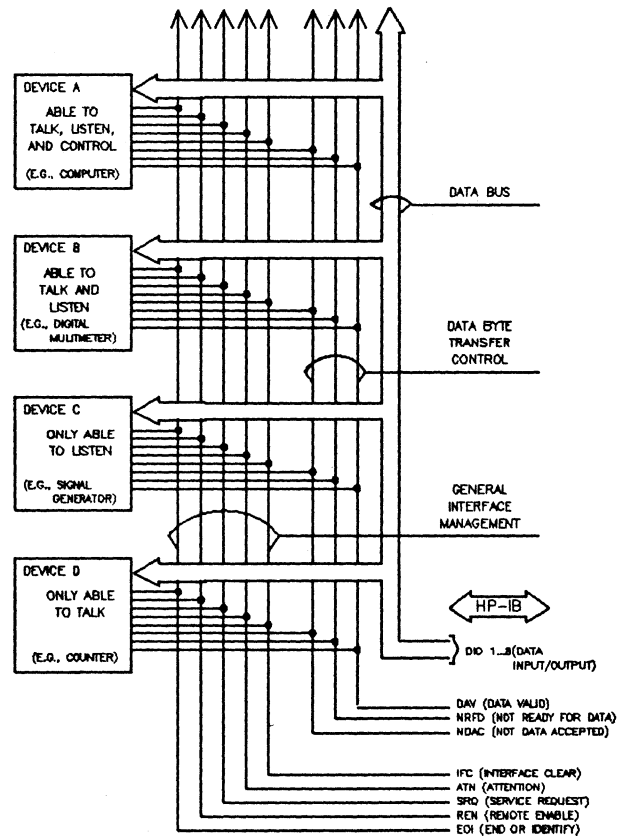 DEVICE A
ABLE TO
TALK, LISTEN,
AND CONTROL
(E.G., COMPUTER)
DATA BUS
DEVICE B
ABLE TO
TALK AND
LISTEN
(E.G., DIGITAL
MULITMETER)
DATA BYTE
TRANSFER
CONTROL
DEVICE C
ONLY ABLE
TO LISTEN
(E.G., SIGNAL
GENERATOR)
GENERAL
INTERFACE
MANAGEMENT
DEVICE D
ONLY ABLE
TO TALK
(E.G., COUNTER)
HP-IB
DIO 1...8(DATA
INPUT/OUTPUT)
DAV (DATA VALID)
NRFD (NOT READY FOR DATA)
NDAC (NOT DATA ACCEPTED)
IFC (INTERFACE CLEAR)
ATN (ATTENTION)
SRQ (SERVICE REQUEST)
REN (REMOTE ENABLE)
EOI (END OR IDENTIFY)